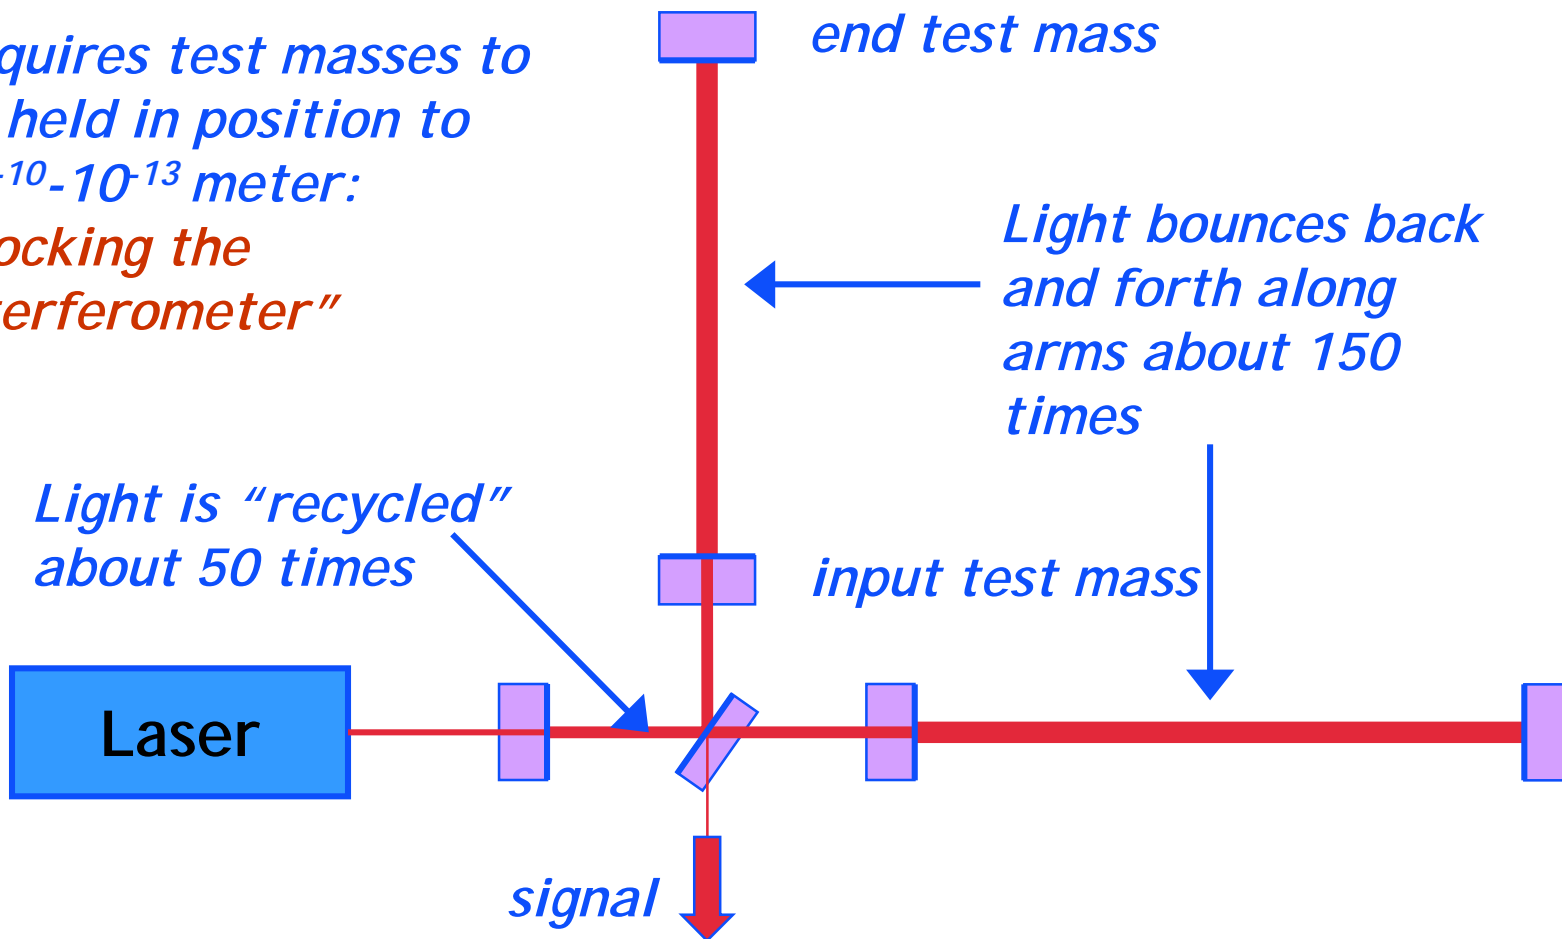 quires test masses to
held in position to
-10-10-13 meter:
ocking the
erferometer”
end test mass
Light bounces back
and forth along
arms about 150
times
Light is “recycled”
about 50 times
input test mass
Laser
signal